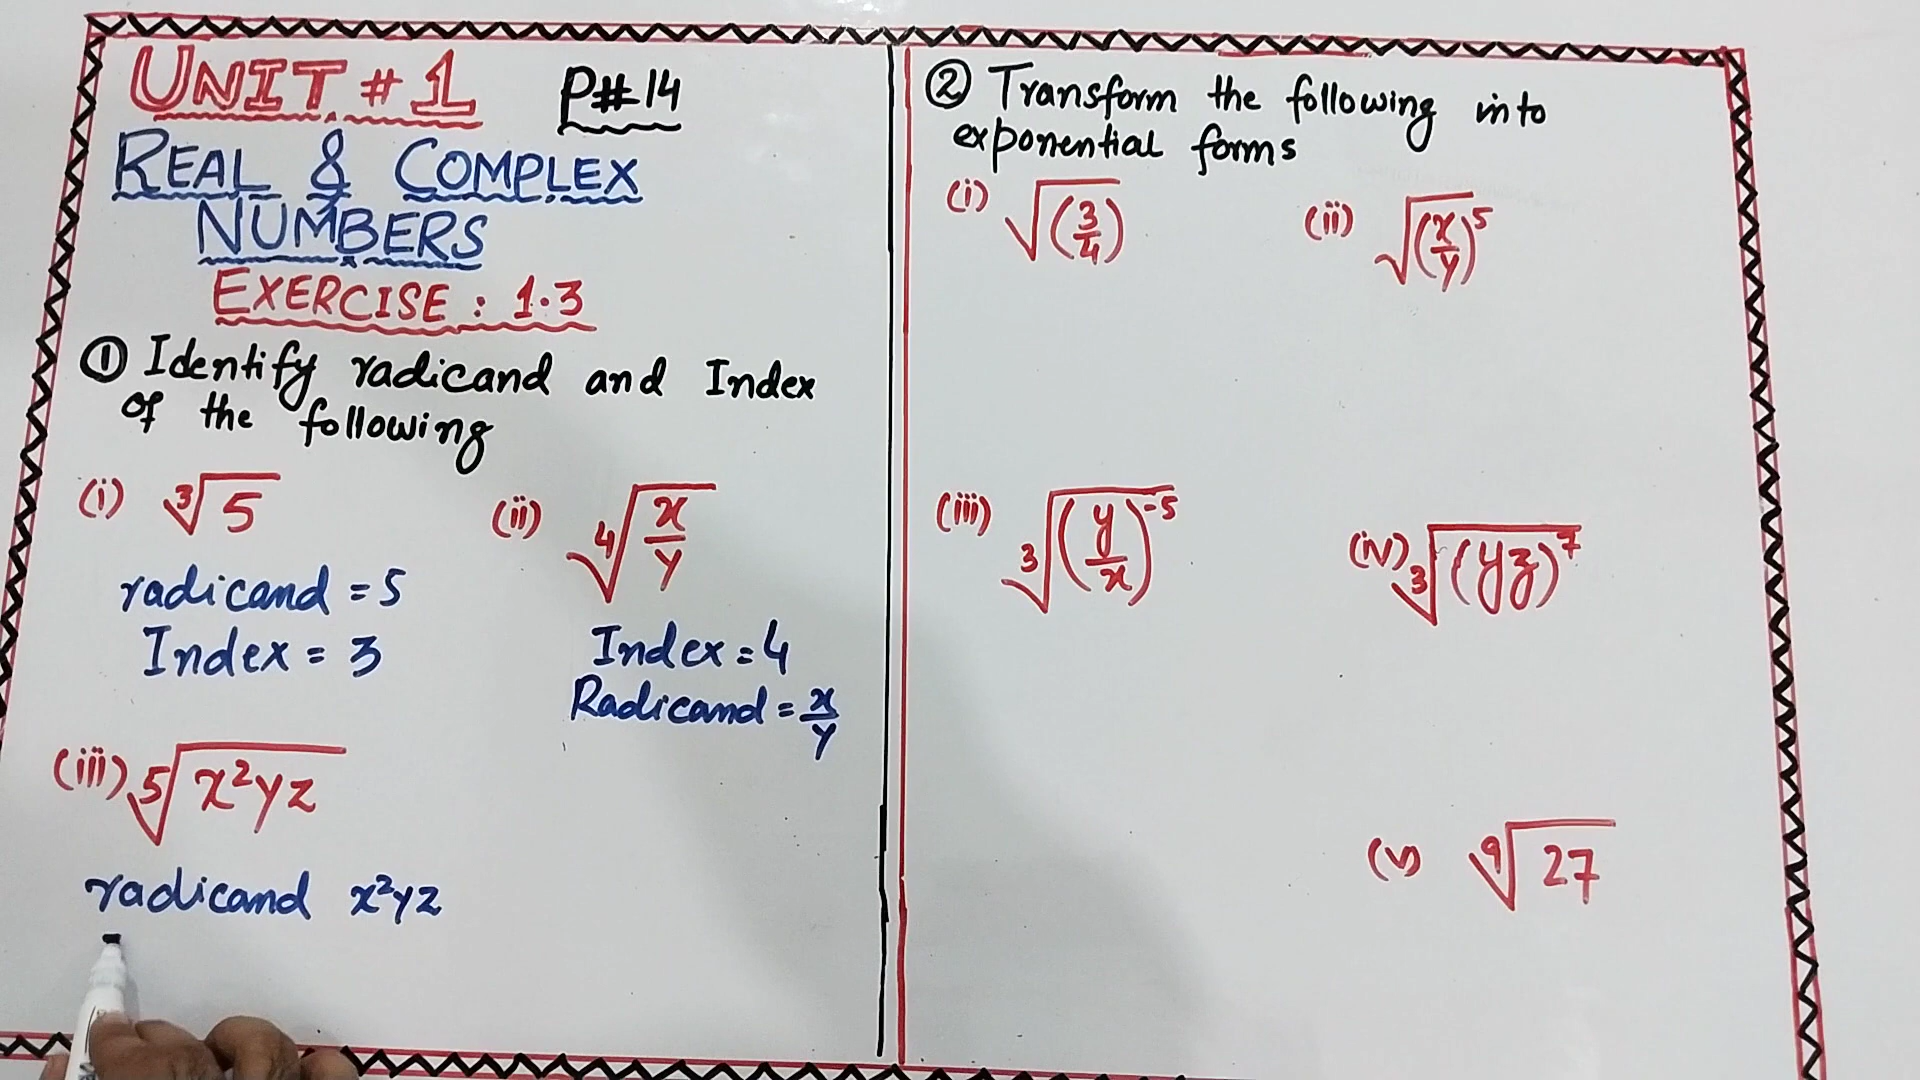 UNIT # 1 P#14
REAL & COMPLEX
NUMBERS
EXERCISE : 1.3
① Identify radicand and Index
of the following
(i) ∛5
(ii) ∜(x/y)
radicand = 5
Index = 3
Index = 4
Radicand = x/y
(iii) ⁵√(x²yz)
radicand x²yz
② Transform the following into
exponential forms
(i) √(3/4)
(ii) √(x/y)⁵
(iii) ∛(y/x)⁻⁵
(iv) ∛(yz)⁷
(v) ⁹√27